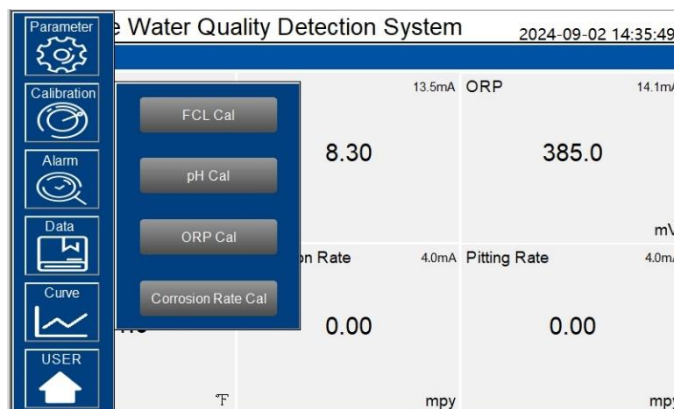 Parameter
Water Quality Detection System
2024-09-02 14:35:49
Calibration
FCL Cal
pH Cal
ORP Cal
Corrosion Rate Cal
13.5mA
8.30
ORP
14.1mA
385.0
mV
Alarm
Data
Rate
4.0mA
Pitting Rate
4.0m
Curve
0.00
0.00
USER
℉
mpy
mpy